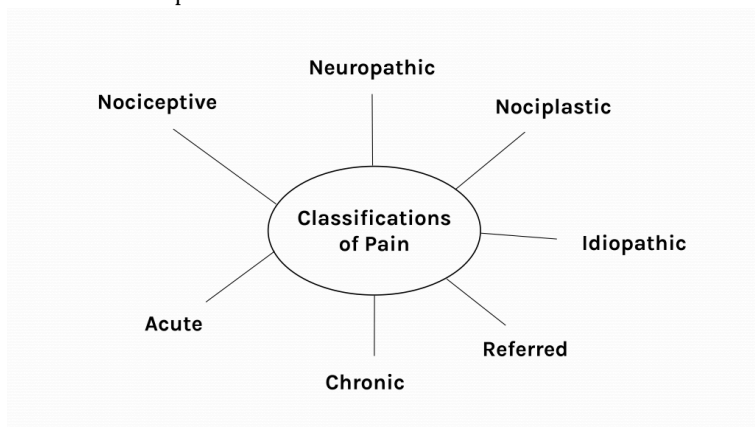 Neuropathic
Nociceptive
Nociplastic
Classifications
of Pain
Idiopathic
Acute
Referred
Chronic